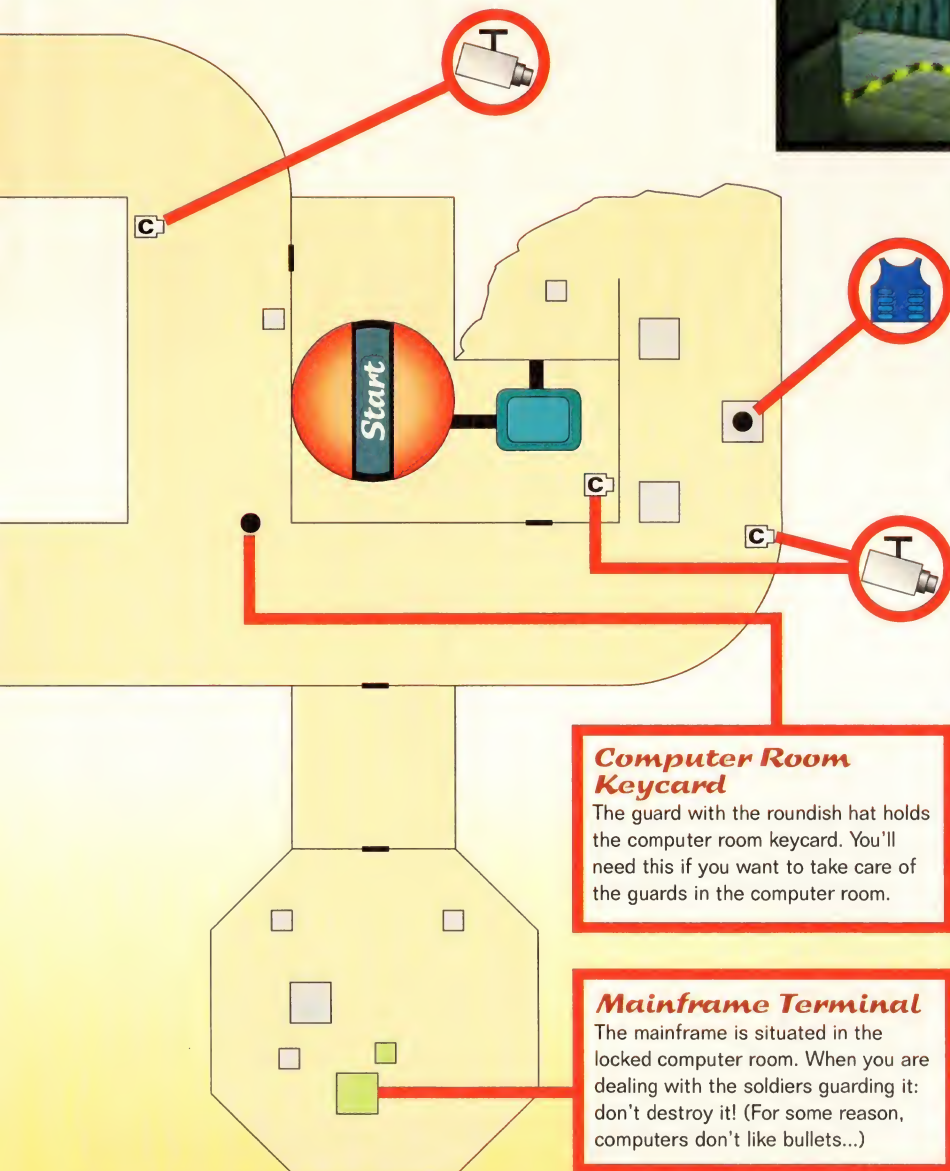 C
Start
C
C
Computer Room
Keycard
The guard with the roundish hat holds
the computer room keycard. You'll
need this if you want to take care of
the guards in the computer room.
Mainframe Terminal
The mainframe is situated in the
locked computer room. When you are
dealing with the soldiers guarding it:
don't destroy it! (For some reason,
computers don't like bullets...)